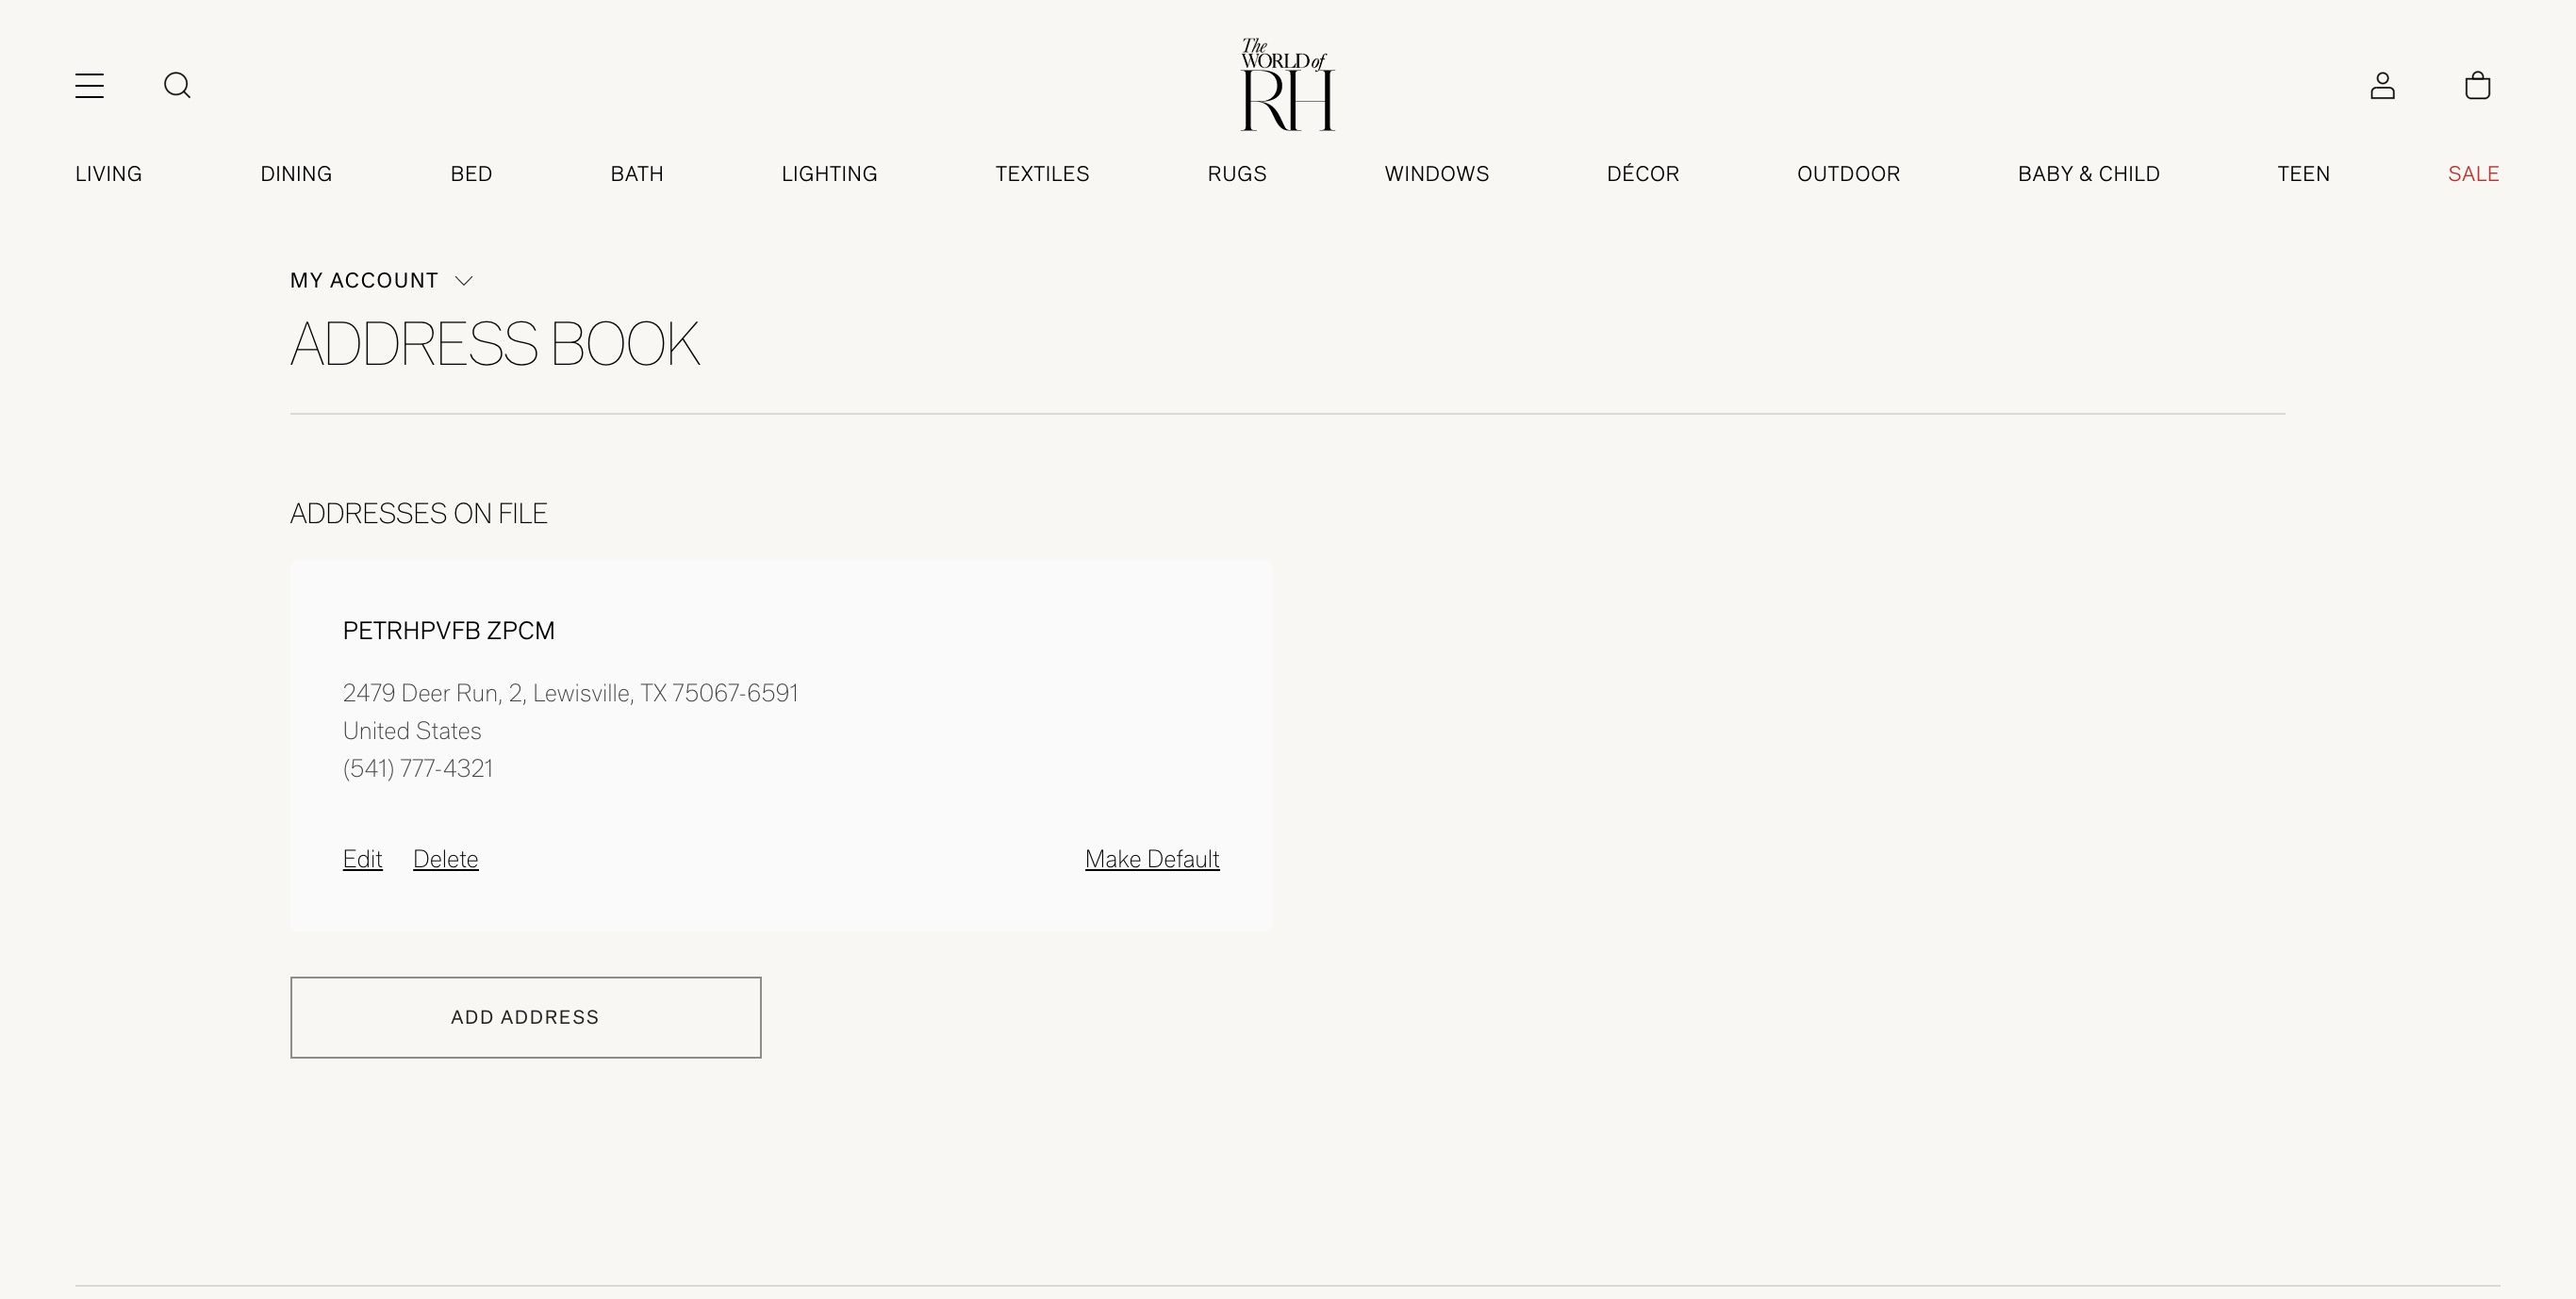 The
WORLD of
RH
LIVING DINING BED BATH LIGHTING TEXTILES RUGS WINDOWS DÉCOR OUTDOOR BABY & CHILD TEEN SALE
MY ACCOUNT
ADDRESS BOOK
ADDRESSES ON FILE
PETRHPVFB ZPCM
2479 Deer Run, 2, Lewisville, TX 75067-6591
United States
(541) 777-4321
Edit Delete Make Default
ADD ADDRESS